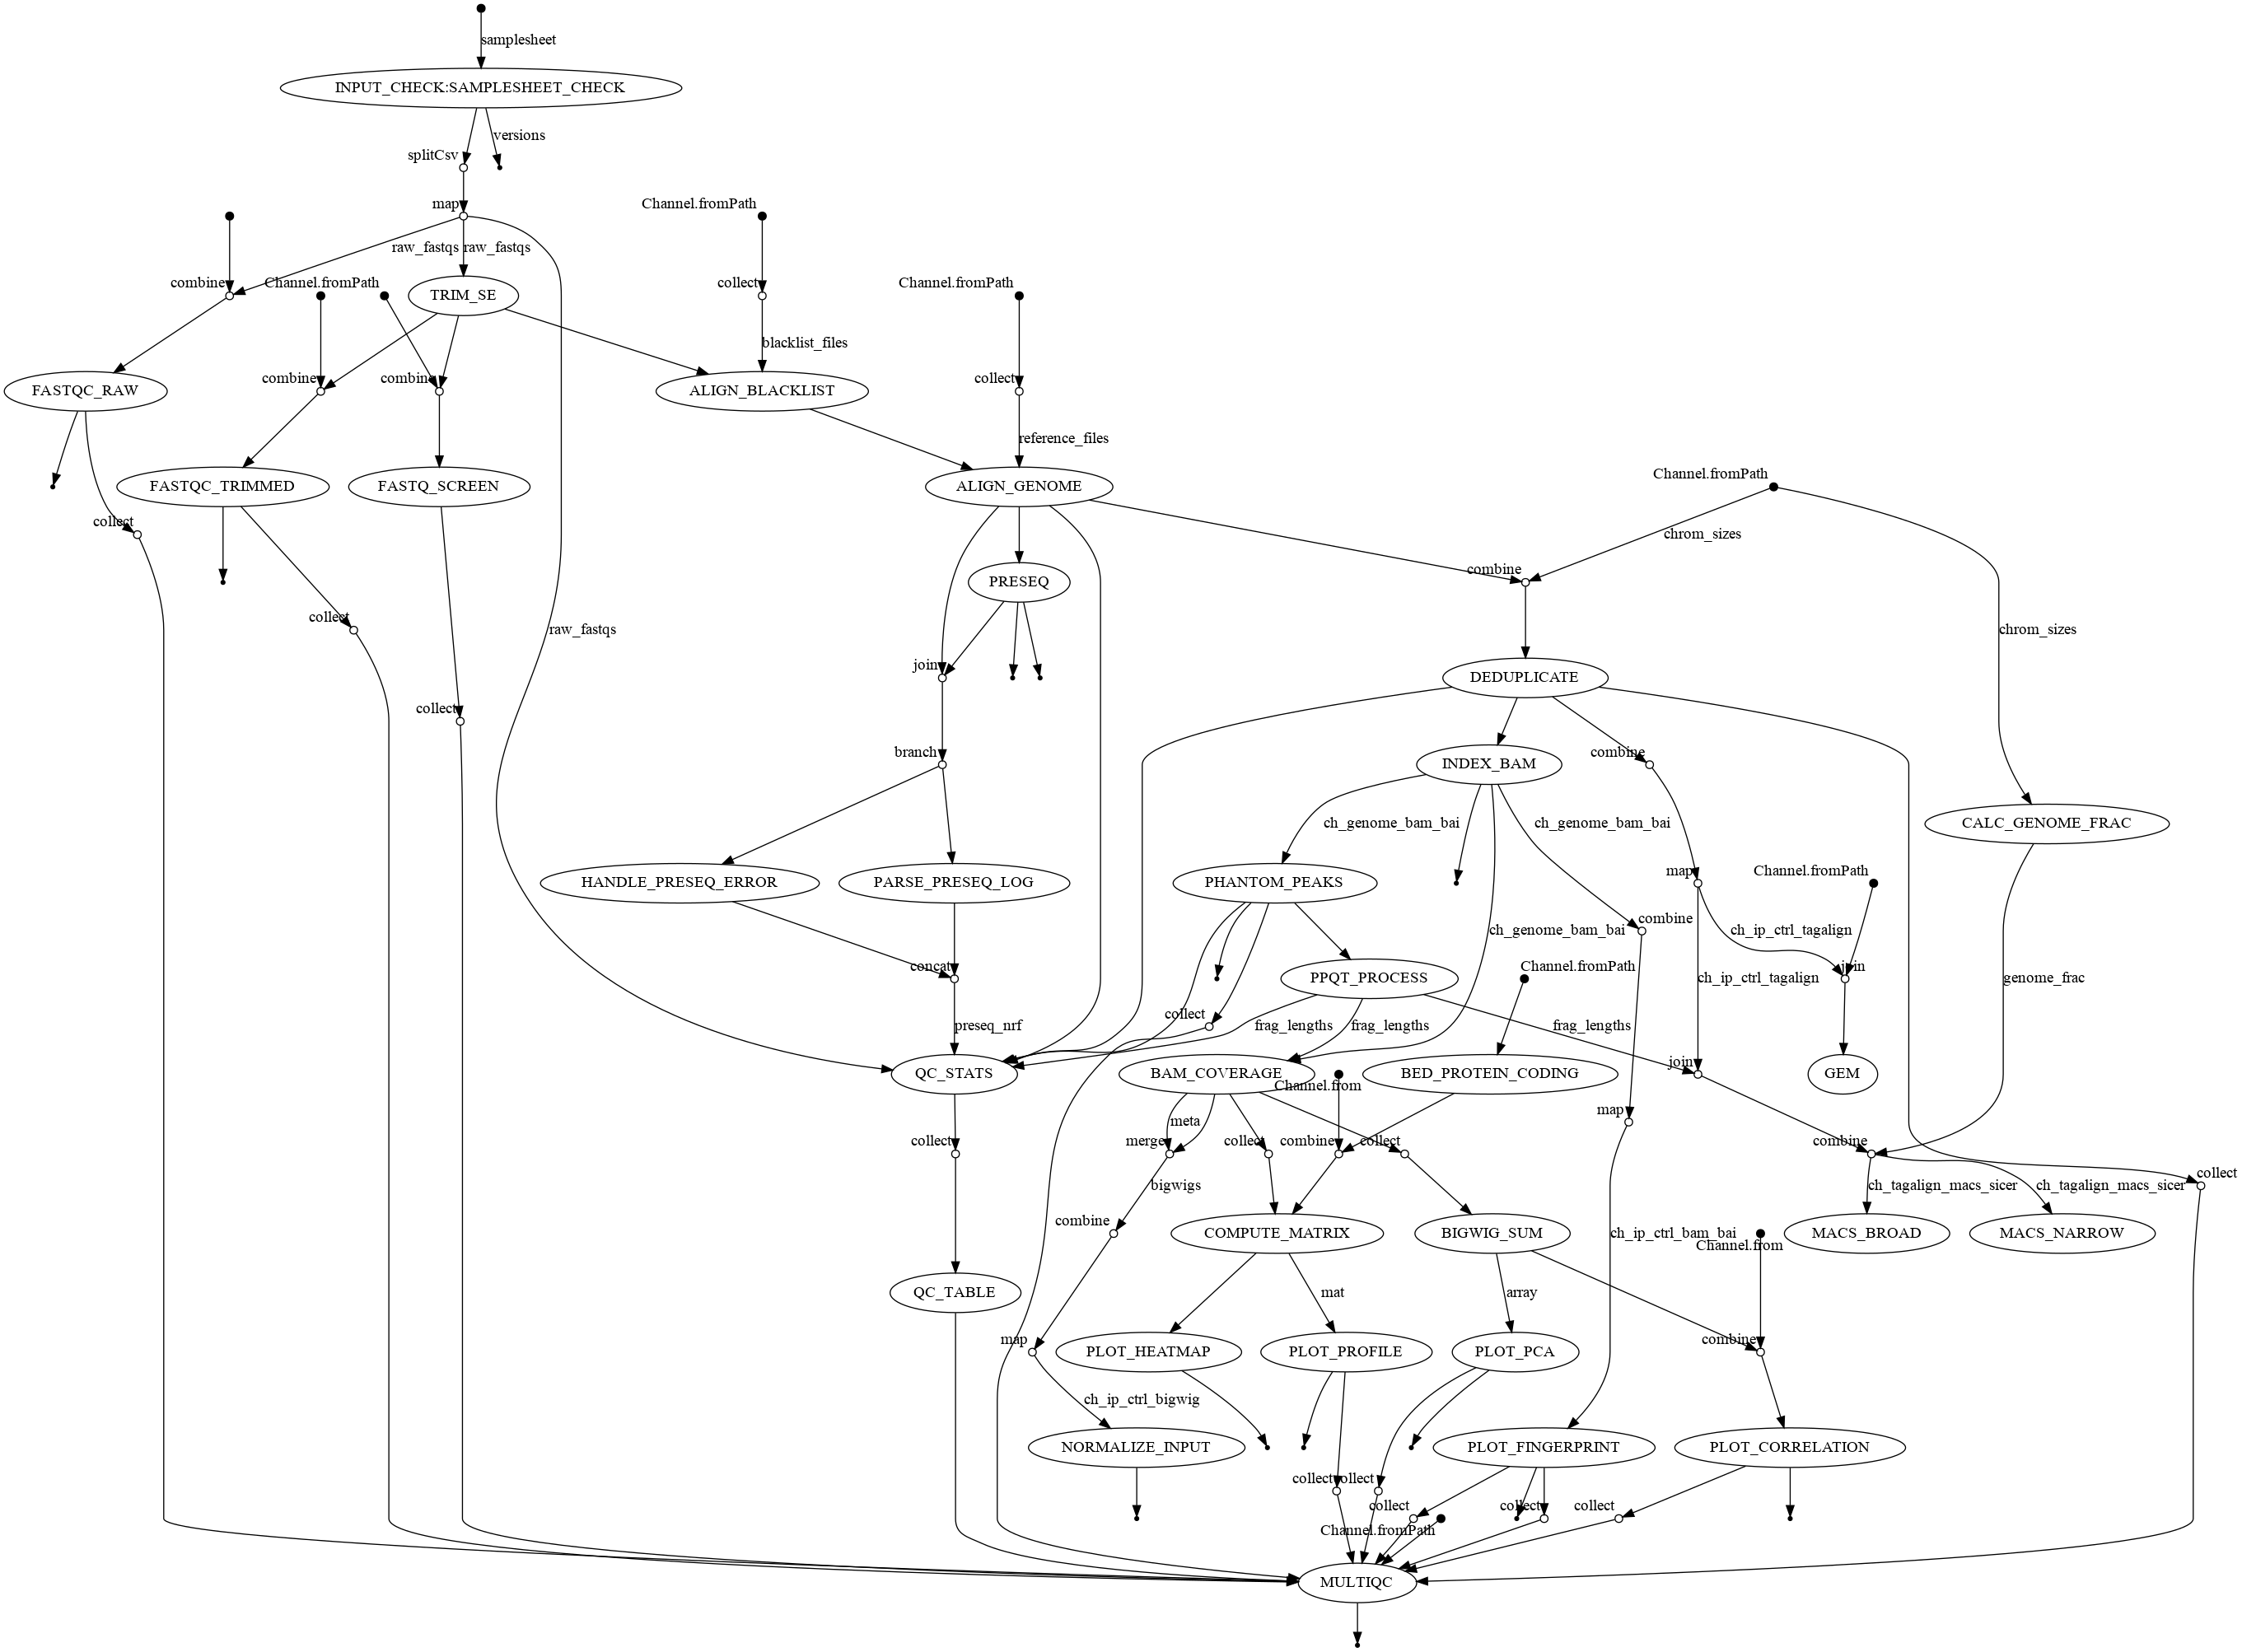 samplesheet
INPUT_CHECK:SAMPLESHEET_CHECK
versions
splitCsv
map
Channel.fromPath
raw_fastqs
raw_fastqs
combine
Channel.fromPath
TRIM_SE
collect
Channel.fromPath
blacklist_files
combine
combine
FASTQC_RAW
ALIGN_BLACKLIST
collect
reference_files
Channel.fromPath
FASTQC_TRIMMED
FASTQ_SCREEN
ALIGN_GENOME
collect
chrom_sizes
combine
PRESEQ
collect
raw_fastqs
chrom_sizes
join
DEDUPLICATE
collect
branch
INDEX_BAM
combine
ch_genome_bam_bai
ch_genome_bam_bai
CALC_GENOME_FRAC
HANDLE_PRESEQ_ERROR
PARSE_PRESEQ_LOG
PHANTOM_PEAKS
map
Channel.fromPath
combine
ch_genome_bam_bai
ch_ip_ctrl_tagalign
concat
PPQT_PROCESS
Channel.fromPath
join
ch_ip_ctrl_tagalign
genome_frac
collect
preseq_nrf
frag_lengths
frag_lengths
frag_lengths
QC_STATS
BAM_COVERAGE
Channel.from
BED_PROTEIN_CODING
join
GEM
map
meta
collect
merge
collect
combine
collect
combine
collect
bigwigs
ch_tagalign_macs_sicer
ch_tagalign_macs_sicer
combine
COMPUTE_MATRIX
BIGWIG_SUM
ch_ip_ctrl_bam_bai
Channel.from
MACS_BROAD
MACS_NARROW
QC_TABLE
mat
array
map
PLOT_HEATMAP
PLOT_PROFILE
PLOT_PCA
combine
ch_ip_ctrl_bigwig
NORMALIZE_INPUT
PLOT_FINGERPRINT
PLOT_CORRELATION
collect
collect
collect
collect
collect
Channel.fromPath
MULTIQC